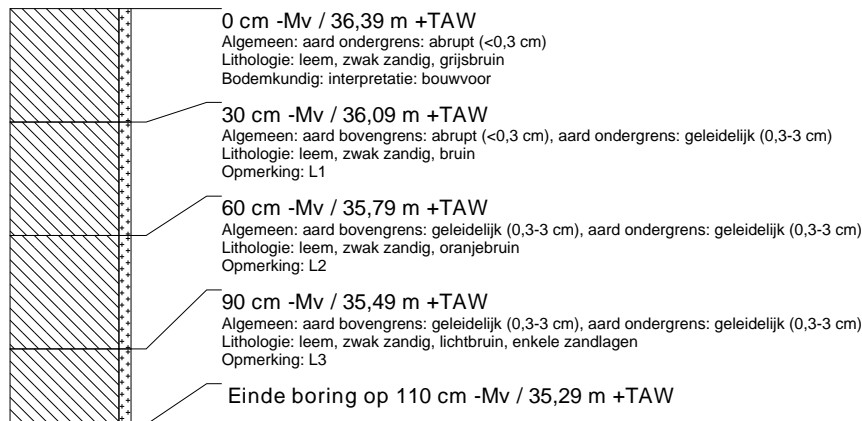 0 cm -Mv / 36,39 m +TAW
Algemeen: aard ondergrens: abrupt (<0,3 cm)
Lithologie: leem, zwak zandig, grijsbruin
Bodemkundig: interpretatie: bouwvoor
30 cm -Mv / 36,09 m +TAW
Algemeen: aard bovengrens: abrupt (<0,3 cm), aard ondergrens: geleidelijk (0,3-3 cm)
Lithologie: leem, zwak zandig, bruin
Opmerking: L1
60 cm -Mv / 35,79 m +TAW
Algemeen: aard bovengrens: geleidelijk (0,3-3 cm), aard ondergrens: geleidelijk (0,3-3 cm)
Lithologie: leem, zwak zandig, oranjebruin
Opmerking: L2
90 cm -Mv / 35,49 m +TAW
Algemeen: aard bovengrens: geleidelijk (0,3-3 cm), aard ondergrens: geleidelijk (0,3-3 cm)
Lithologie: leem, zwak zandig, lichtbruin, enkele zandlagen
Opmerking: L3
Einde boring op 110 cm -Mv / 35,29 m +TAW